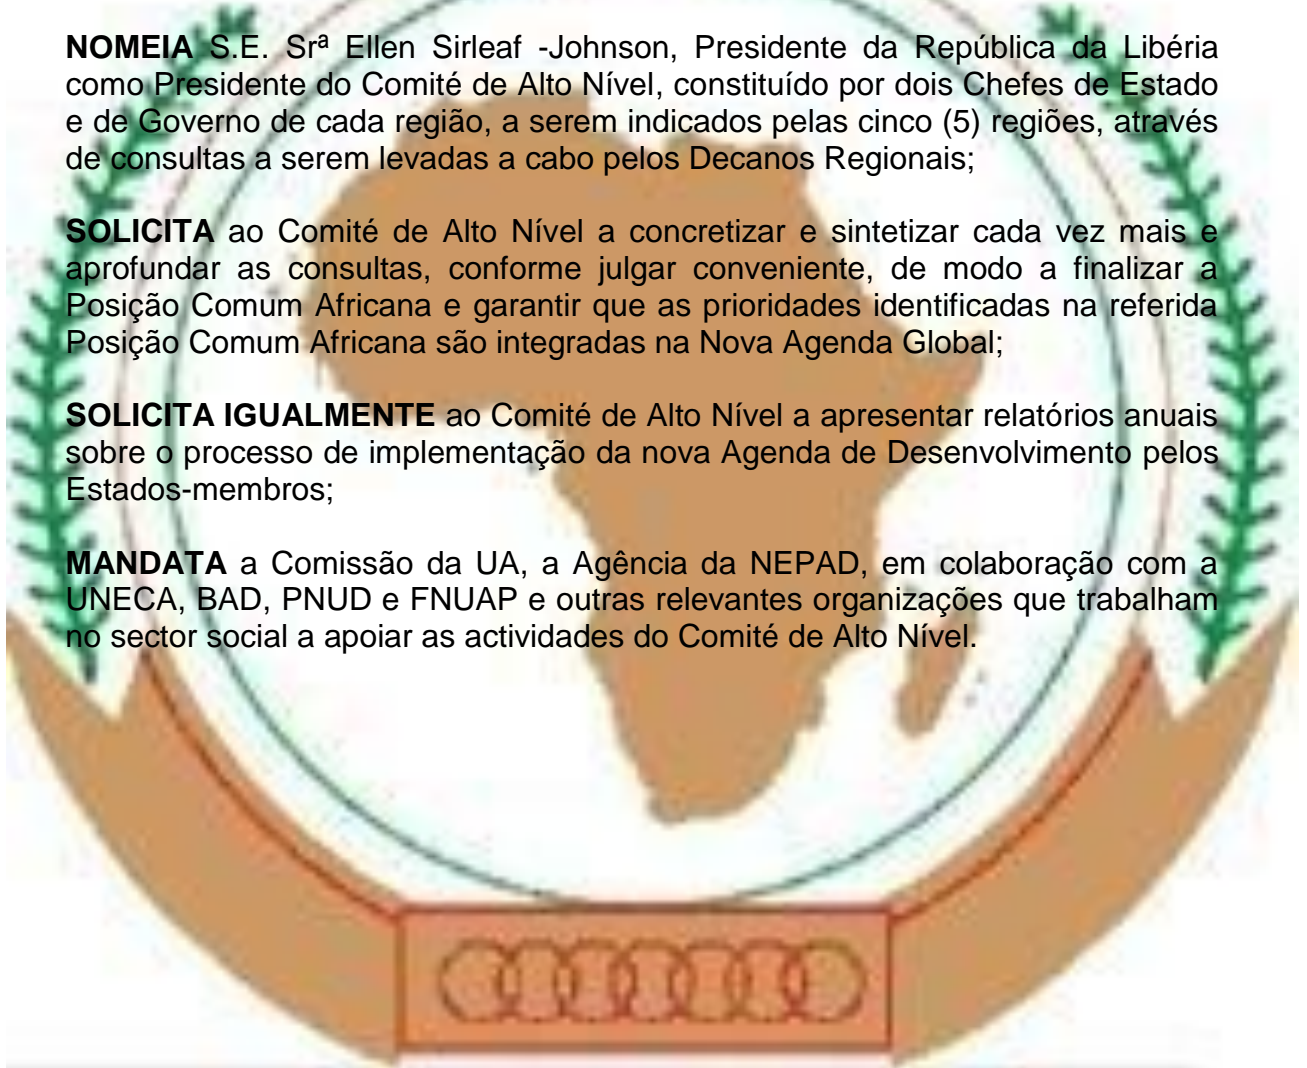 NOMEIA S.E. Srª Ellen Sirleaf -Johnson, Presidente da República da Libéria
como Presidente do Comité de Alto Nível, constituído por dois Chefes de Estado
e de Governo de cada região, a serem indicados pelas cinco (5) regiões, através
de consultas a serem levadas a cabo pelos Decanos Regionais;
SOLICITA ao Comité de Alto Nível a concretizar e sintetizar cada vez mais e
aprofundar as consultas, conforme julgar conveniente, de modo a finalizar a
Posição Comum Africana e garantir que as prioridades identificadas na referida
Posição Comum Africana são integradas na Nova Agenda Global;
SOLICITA IGUALMENTE ao Comité de Alto Nível a apresentar relatórios anuais
sobre o processo de implementação da nova Agenda de Desenvolvimento pelos
Estados-membros;
MANDATA a Comissão da UA, a Agência da NEPAD, em colaboração com a
UNECA, BAD, PNUD e FNUAP e outras relevantes organizações que trabalham
no sector social a apoiar as actividades do Comité de Alto Nível.